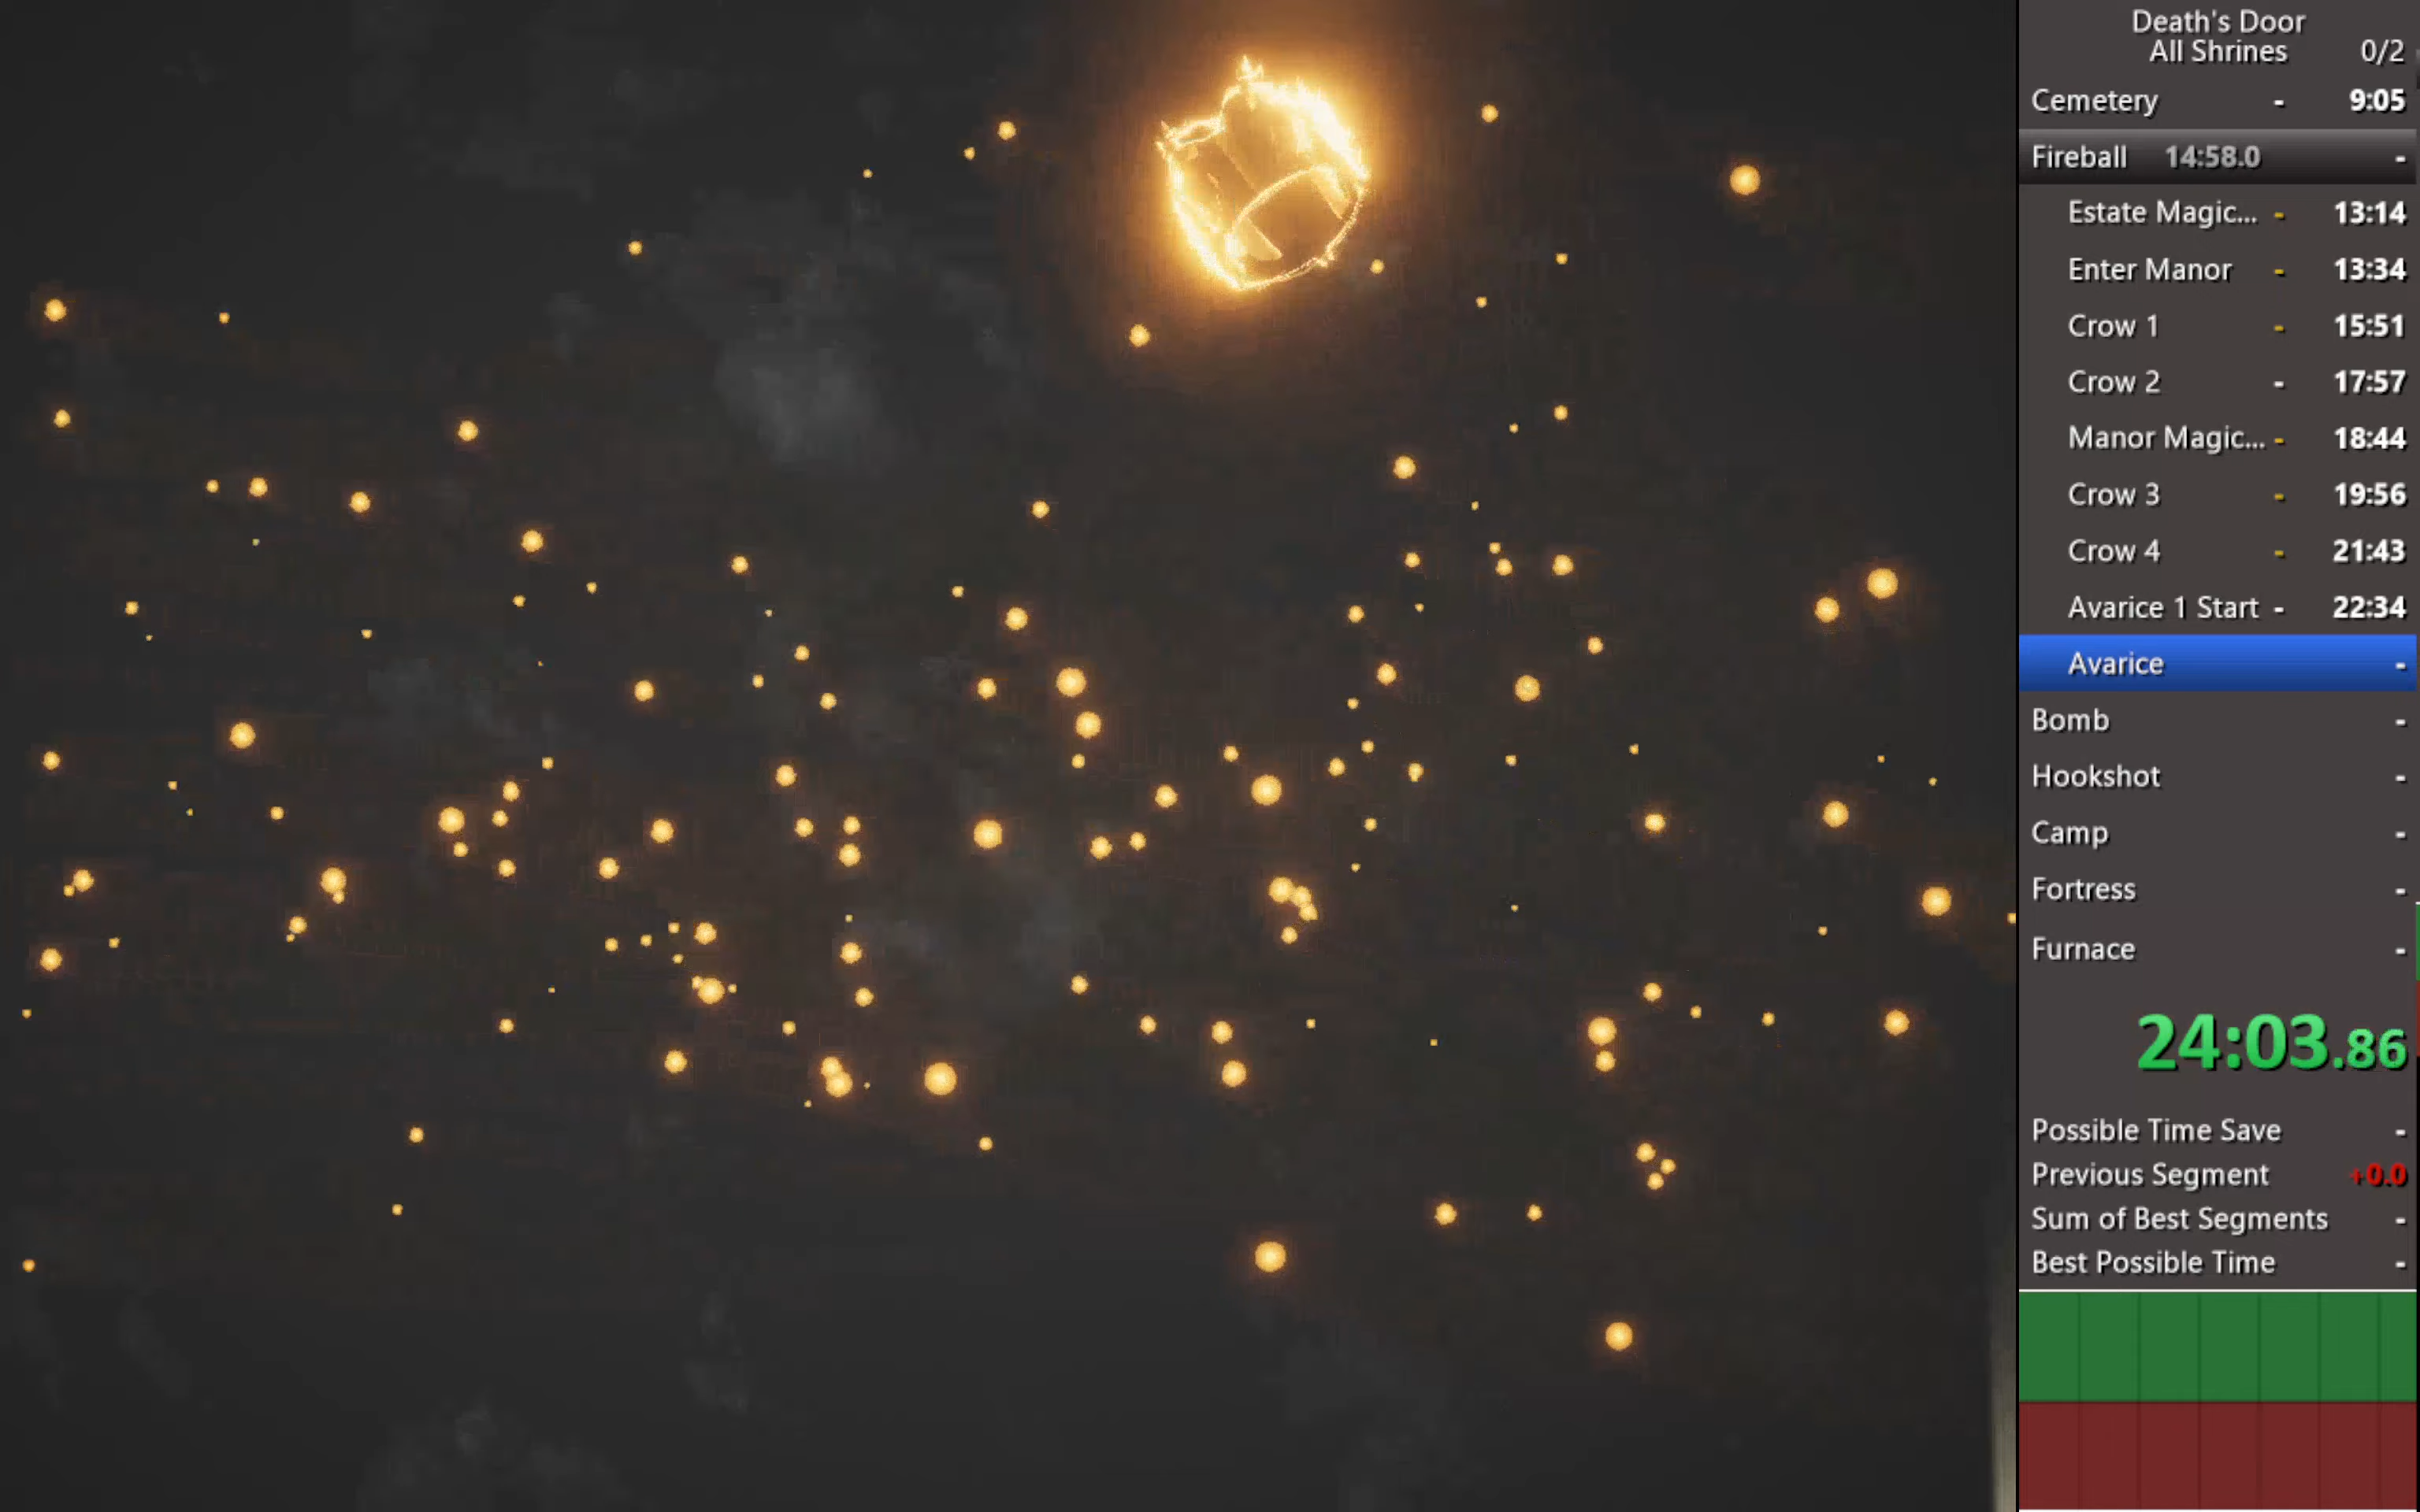 Death's Door
All Shrines 0/2
Cemetery - 9:05
Fireball 14:58.0 -
Estate Magic... - 13:14
Enter Manor - 13:34
Crow 1 - 15:51
Crow 2 - 17:57
Manor Magic... - 18:44
Crow 3 - 19:56
Crow 4 - 21:43
Avarice 1 Start - 22:34
Avarice -
Bomb -
Hookshot -
Camp -
Fortress -
Furnace -
24:03.86
Possible Time Save -
Previous Segment +0.0
Sum of Best Segments -
Best Possible Time -